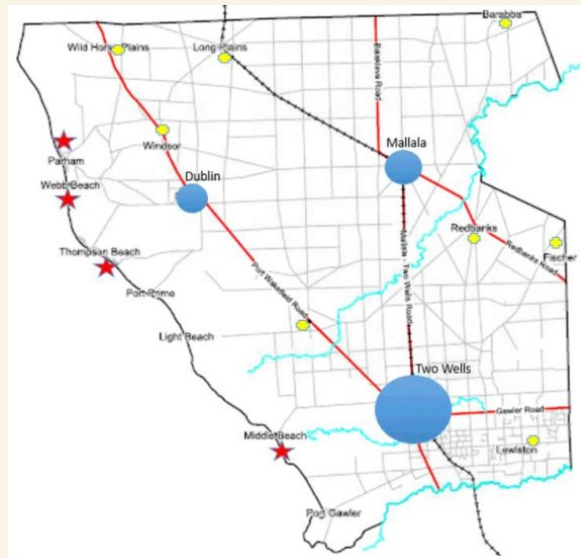 Barabba
Wild Horse Plains
Long Plains
Balaklava Road
Mallala
Windsor
Parham
Dublin
Webb Beach
Redbanks
Fischer
Redbanks Road
Thompson Beach
Port Prime
Port Wakefield Road
Mallala - Two Wells Road
Light Beach
Two Wells
Gawler Road
Middle Beach
Lewiston
Port Gawler